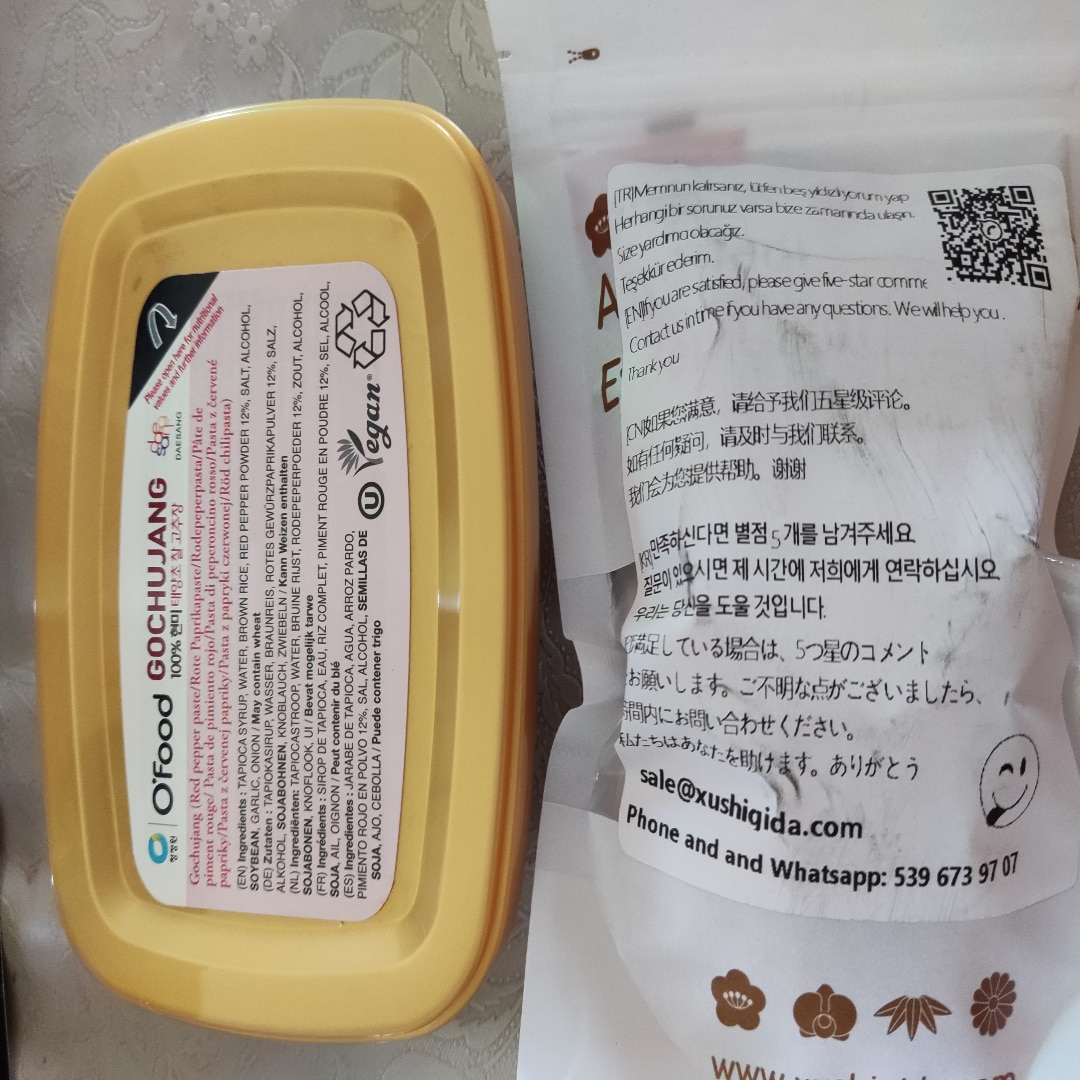 Please open here for nutritional
values and further information
청정원
O'Food GOCHUJANG
100% 현미 태양초 찰고추장
DAESANG
Gochujang (Red pepper paste/Rote Paprikapaste/Rodepeperpasta/Pâte de
piment rouge/ Pasta de pimiento rojo/Pasta di peperoncino rosso/Pasta z červené
papriky/Pasta z červenej papriky/Pasta z papryki czerwonej/Röd chilipasta)
(EN) Ingredients : TAPIOCA SYRUP, WATER, BROWN RICE, RED PEPPER POWDER 12%, SALT, ALCOHOL,
SOYBEAN, GARLIC, ONION / May contain wheat
(DE) Zutaten : TAPIOKASIRUP, WASSER, BRAUNREIS, ROTES GEWÜRZPAPRIKAPULVER 12%, SALZ,
ALKOHOL, SOJABOHNEN, KNOBLAUCH, ZWIEBELN / Kann Weizen enthalten
(NL) Ingrediënten: TAPIOCASTROOP, WATER, BRUINE RIJST, RODEPEPERPOEDER 12%, ZOUT, ALCOHOL,
SOJABONEN, KNOFLOOK, UI / Bevat mogelijk tarwe
(FR) Ingrédients : SIROP DE TAPIOCA, EAU, RIZ COMPLET, PIMENT ROUGE EN POUDRE 12%, SEL, ALCOOL,
SOJA, AIL, OIGNON / Peut contenir du blé
(ES) Ingredientes : JARABE DE TAPIOCA, AGUA, ARROZ PARDO,
PIMIENTO ROJO EN POLVO 12%, SAL, ALCOHOL, SEMILLAS DE
SOJA, AJO, CEBOLLA / Puede contener trigo
U Vegan®
[TR]Memnun kalırsanız, lütfen beş yıldızlı yorum yap
Herhangi bir sorunuz varsa bize zamanında ulaşın.
Size yardımcı olacağız.
Teşekkür ederim.
[EN]If you are satisfied, please give five-star comme
Contact us in time if you have any questions. We will help you .
Thank you
[CN]如果您满意，请给予我们五星级评论。
如有任何疑问，请及时与我们联系。
我们会为您提供帮助。谢谢
[KR]만족하신다면 별점 5개를 남겨주세요
질문이 있으시면 제 시간에 저희에게 연락하십시오
우리는 당신을 도울 것입니다.
満足している場合は、5つ星のコメント
をお願いします。ご不明な点がございましたら、
時間内にお問い合わせください。
私たちはあなたを助けます。ありがとう
sale@xushigida.com
Phone and and Whatsapp: 539 673 97 07